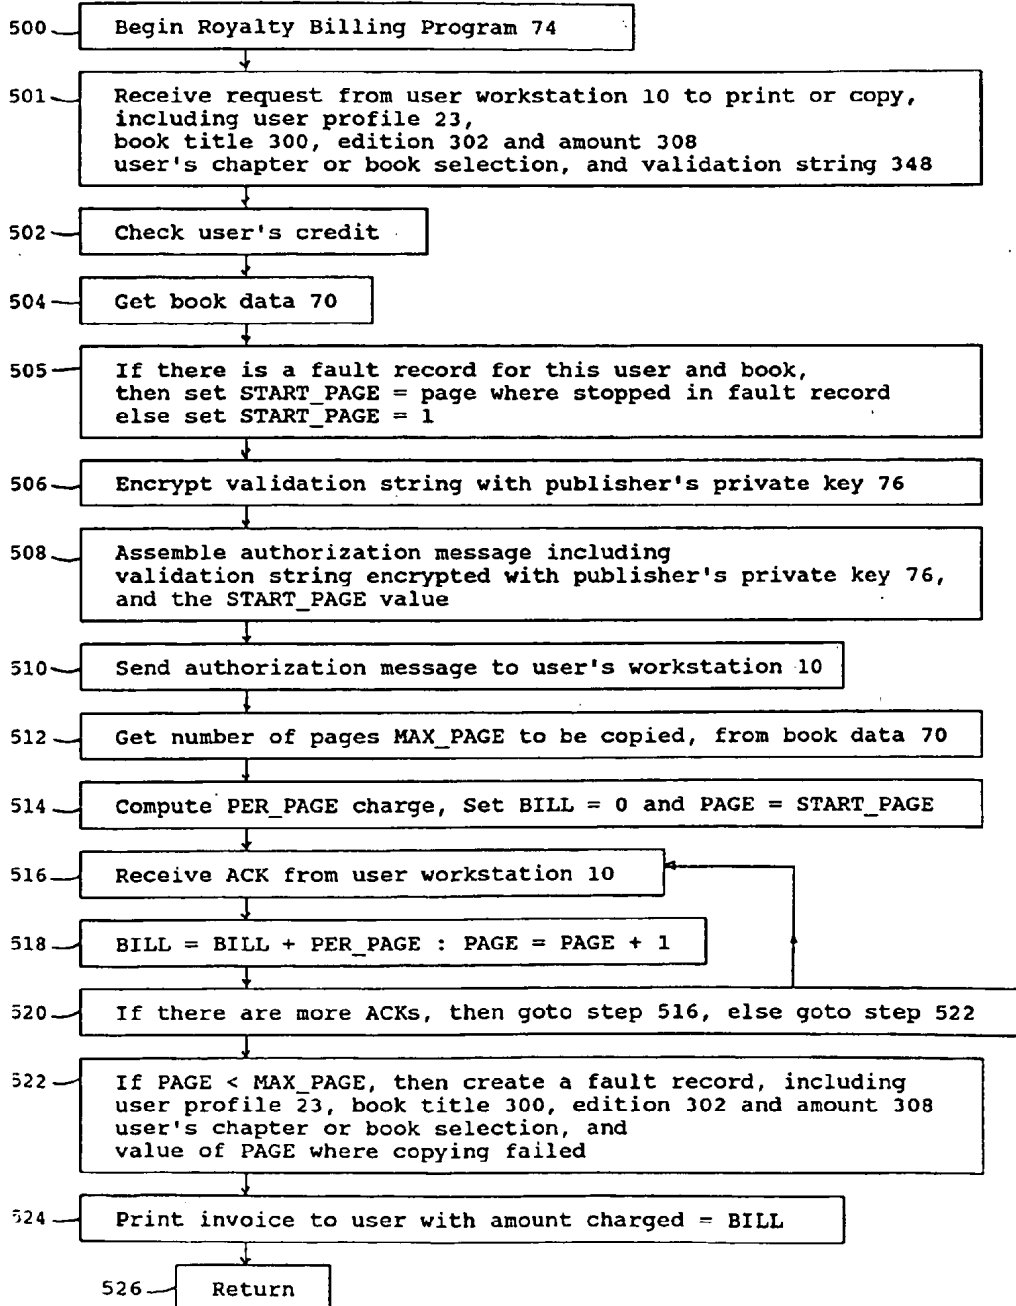 500 Begin Royalty Billing Program 74
501 Receive request from user workstation 10 to print or copy,
including user profile 23,
book title 300, edition 302 and amount 308
user's chapter or book selection, and validation string 348
502 Check user's credit
504 Get book data 70
505 If there is a fault record for this user and book,
then set START_PAGE = page where stopped in fault record
else set START_PAGE = 1
506 Encrypt validation string with publisher's private key 76
508 Assemble authorization message including
validation string encrypted with publisher's private key 76,
and the START_PAGE value
510 Send authorization message to user's workstation 10
512 Get number of pages MAX_PAGE to be copied, from book data 70
514 Compute PER_PAGE charge, Set BILL = 0 and PAGE = START_PAGE
516 Receive ACK from user workstation 10
518 BILL = BILL + PER_PAGE : PAGE = PAGE + 1
520 If there are more ACKs, then goto step 516, else goto step 522
522 If PAGE < MAX_PAGE, then create a fault record, including
user profile 23, book title 300, edition 302 and amount 308
user's chapter or book selection, and
value of PAGE where copying failed
524 Print invoice to user with amount charged = BILL
526 Return